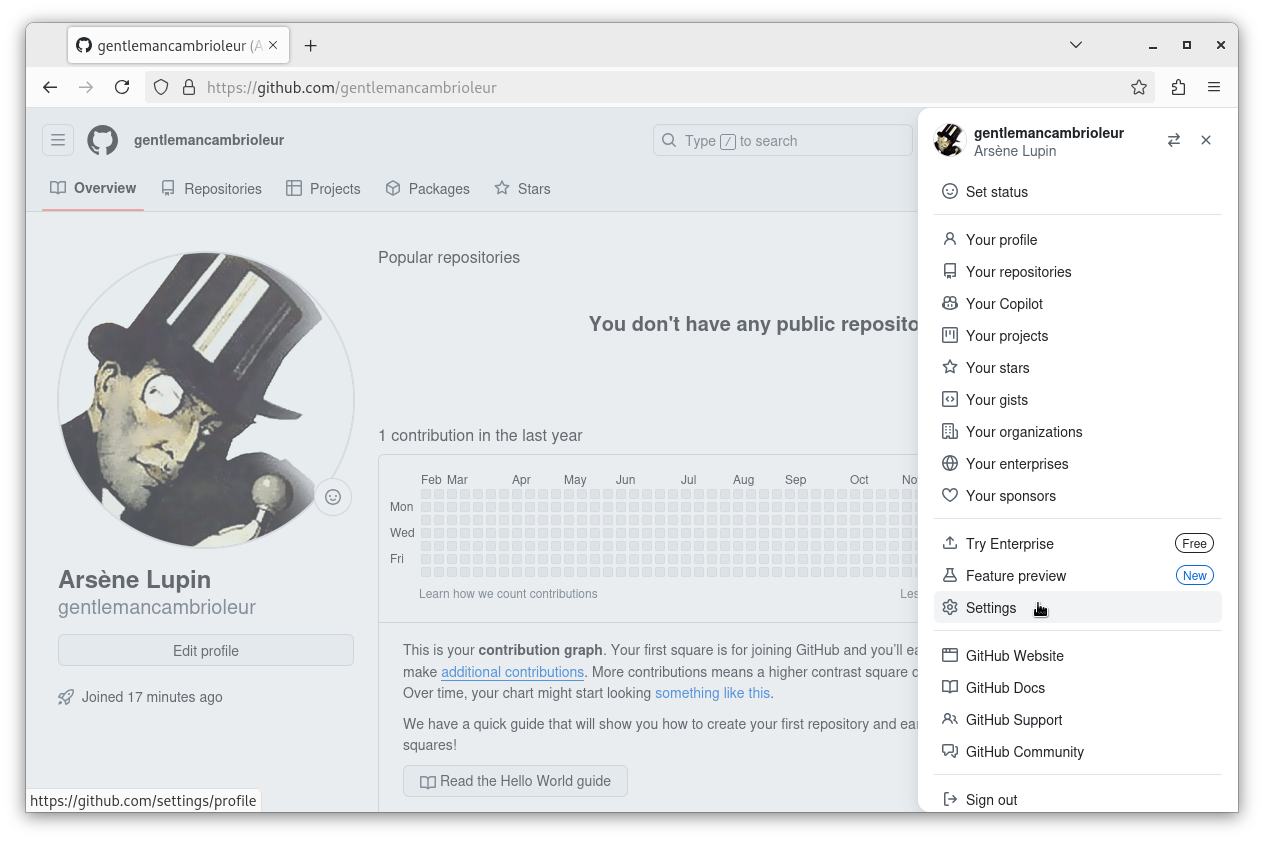 gentlemancambrioleur (A
https://github.com/gentlemancambrioleur
gentlemancambrioleur
Type / to search
Overview Repositories Projects Packages Stars
Popular repositories
You don't have any public reposito
1 contribution in the last year
Feb Mar Apr May Jun Jul Aug Sep Oct No
Mon
Wed
Fri
Learn how we count contributions Les
This is your contribution graph. Your first square is for joining GitHub and you'll ea
make additional contributions. More contributions means a higher contrast square c
Over time, your chart might start looking something like this.
We have a quick guide that will show you how to create your first repository and ea
squares!
Read the Hello World guide
Arsène Lupin
gentlemancambrioleur
Edit profile
Joined 17 minutes ago
https://github.com/settings/profile
gentlemancambrioleur
Arsène Lupin
Set status
Your profile
Your repositories
Your Copilot
Your projects
Your stars
Your gists
Your organizations
Your enterprises
Your sponsors
Try Enterprise Free
Feature preview New
Settings
GitHub Website
GitHub Docs
GitHub Support
GitHub Community
Sign out